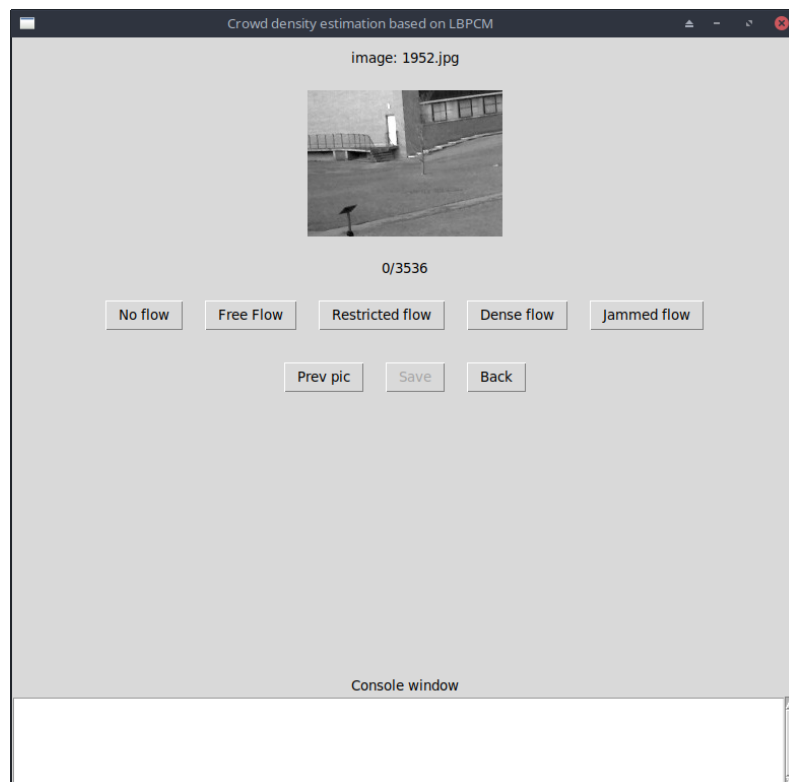 Crowd density estimation based on LBPCM
image: 1952.jpg
0/3536
No flow Free Flow Restricted flow Dense flow Jammed flow
Prev pic Save Back
Console window